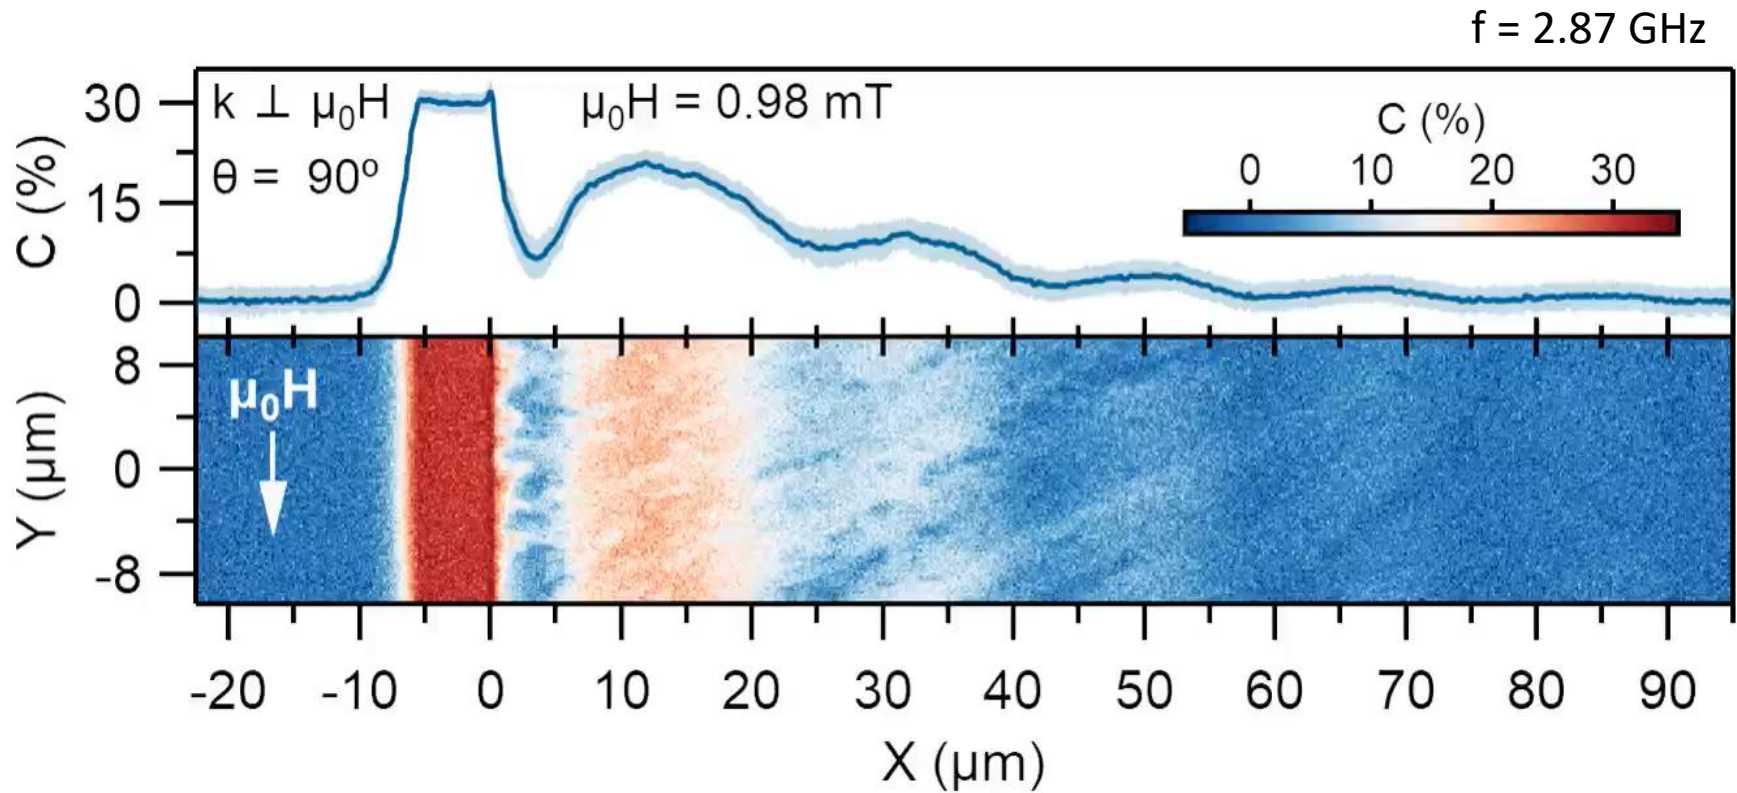 f = 2.87 GHz
k ⊥ µ₀H
µ₀H = 0.98 mT
θ = 90º
C (%)
0 10 20 30
C (%)
30
15
0
µ₀H
Y (µm)
8
0
-8
-20 -10 0 10 20 30 40 50 60 70 80 90
X (µm)